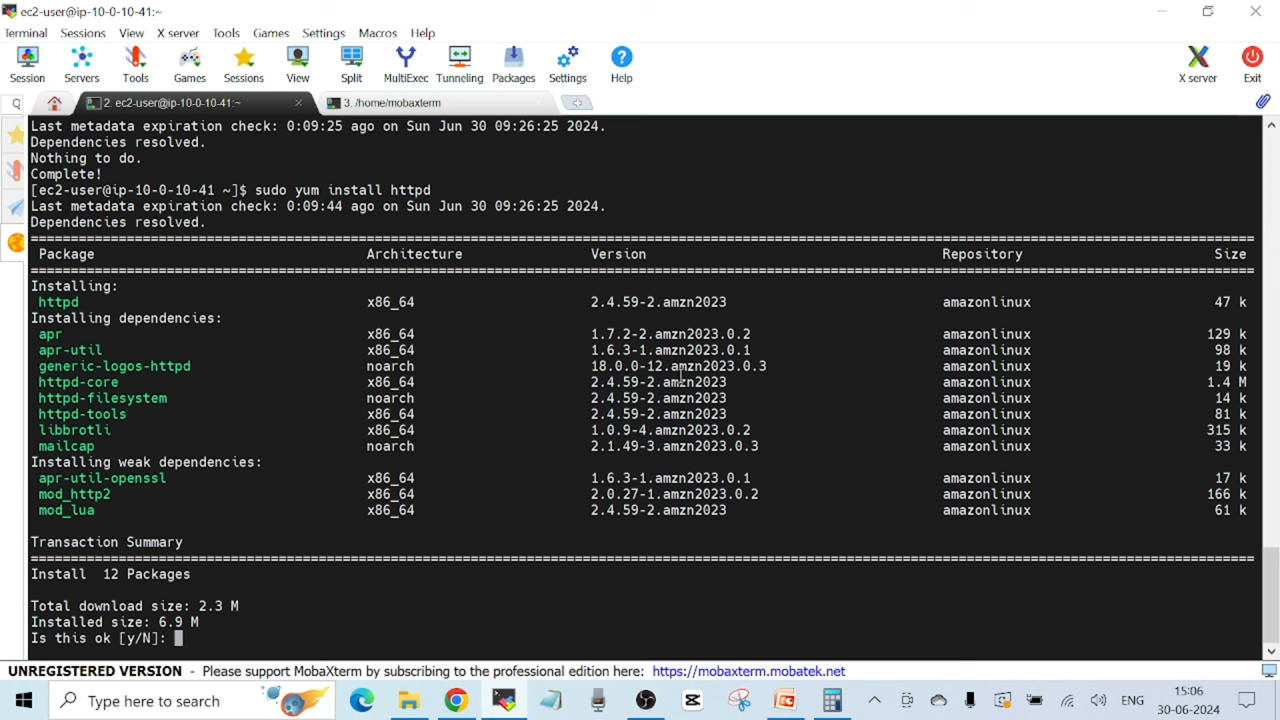 ec2-user@ip-10-0-10-41:~
Terminal Sessions View X server Tools Games Settings Macros Help
Session Servers Tools Games Sessions View Split MultiExec Tunneling Packages Settings Help X server Exit
2. ec2-user@ip-10-0-10-41:~ 3. /home/mobaxterm
Last metadata expiration check: 0:09:25 ago on Sun Jun 30 09:26:25 2024.
Dependencies resolved.
Nothing to do.
Complete!
[ec2-user@ip-10-0-10-41 ~]$ sudo yum install httpd
Last metadata expiration check: 0:09:44 ago on Sun Jun 30 09:26:25 2024.
Dependencies resolved.
================================================================================
Package Architecture Version Repository Size
================================================================================
Installing:
httpd x86_64 2.4.59-2.amzn2023 amazonlinux 47 k
Installing dependencies:
apr x86_64 1.7.2-2.amzn2023.0.2 amazonlinux 129 k
apr-util x86_64 1.6.3-1.amzn2023.0.1 amazonlinux 98 k
generic-logos-httpd noarch 18.0.0-12.amzn2023.0.3 amazonlinux 19 k
httpd-core x86_64 2.4.59-2.amzn2023 amazonlinux 1.4 M
httpd-filesystem noarch 2.4.59-2.amzn2023 amazonlinux 14 k
httpd-tools x86_64 2.4.59-2.amzn2023 amazonlinux 81 k
libbrotli x86_64 1.0.9-4.amzn2023.0.2 amazonlinux 315 k
mailcap noarch 2.1.49-3.amzn2023.0.3 amazonlinux 33 k
Installing weak dependencies:
apr-util-openssl x86_64 1.6.3-1.amzn2023.0.1 amazonlinux 17 k
mod_http2 x86_64 2.0.27-1.amzn2023.0.2 amazonlinux 166 k
mod_lua x86_64 2.4.59-2.amzn2023 amazonlinux 61 k
Transaction Summary
================================================================================
Install 12 Packages
Total download size: 2.3 M
Installed size: 6.9 M
Is this ok [y/N]:
UNREGISTERED VERSION - Please support MobaXterm by subscribing to the professional edition here: https://mobaxterm.mobatek.net
Type here to search ENG 15:06
30-06-2024